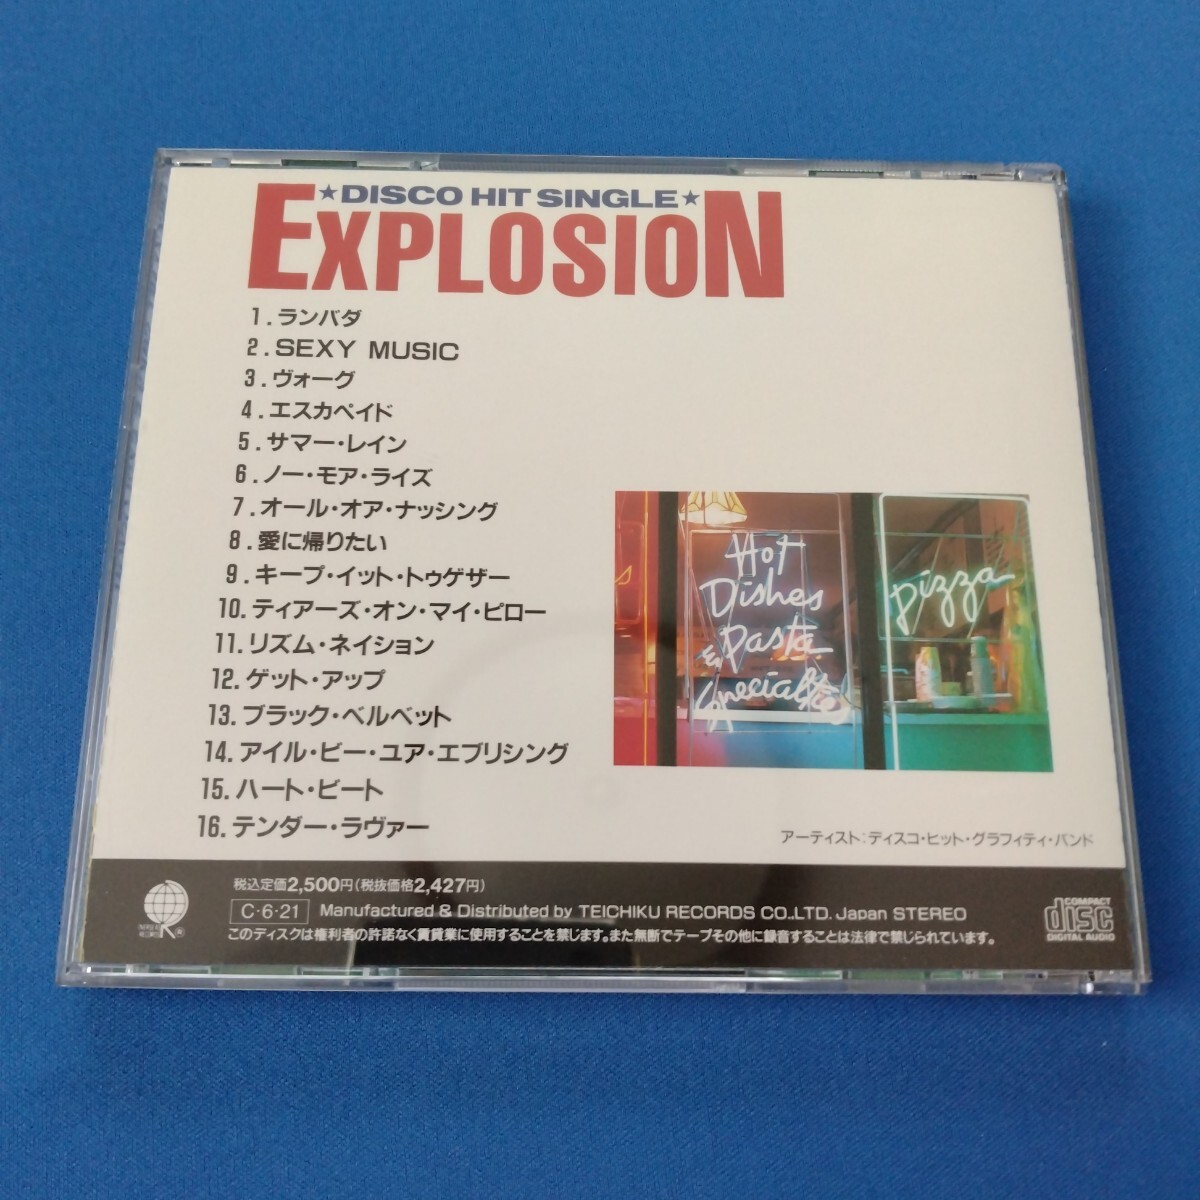 ★DISCO HIT SINGLE★
EXPLOSION
1.ランバダ
2.SEXY MUSIC
3.ヴォーグ
4.エスカペイド
5.サマー・レイン
6.ノー・モア・ライズ
7.オール・オア・ナッシング
8.愛に帰りたい
9.キープ・イット・トゥゲザー
10.ティアーズ・オン・マイ・ピロー
11.リズム・ネイション
12.ゲット・アップ
13.ブラック・ベルベット
14.アイル・ビー・ユア・エブリシング
15.ハート・ビート
16.テンダー・ラヴァー
Hot
Dishes
& Pasta
Specials
Pizza
アーティスト:ディスコ・ヒット・グラフィティ・バンド
税込定価2,500円(税抜価格2,427円)
C・6・21 Manufactured & Distributed by TEICHIKU RECORDS CO.,LTD. Japan STEREO
このディスクは権利者の許諾なく賃貸業に使用することを禁じます。また無断でテープその他に録音することは法律で禁じられています。
COMPACT
disc
DIGITAL AUDIO